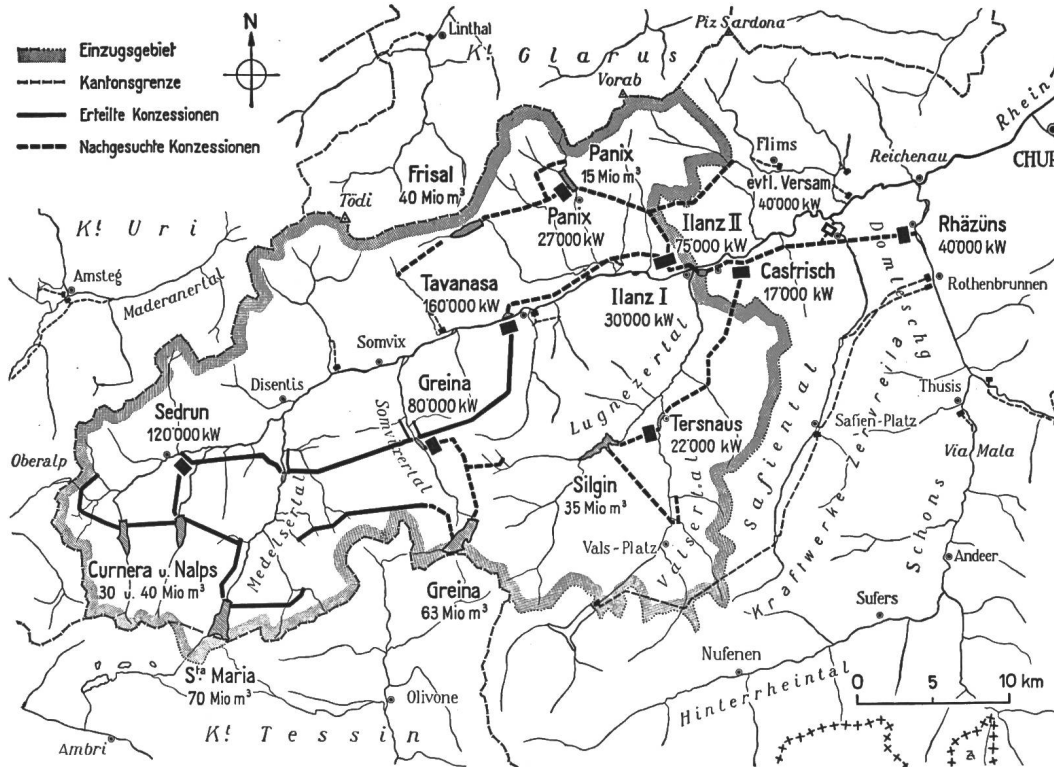 Einzugsgebiet
Kantonsgrenze
Erteilte Konzessionen
Nachgesuchte Konzessionen
N
Linthal
Kt. Glarus
Piz Sardona
Vorab
Flims
Rhein
Reichenau
CHUR
Frisal
40 Mio m³
Panix
15 Mio m³
evtl. Versam
40'000 kW
Tödi
Kt. Uri
Panix
27'000 kW
Ilanz II
75'000 kW
Rhäzüns
40'000 kW
Domleschg
Amsteg
Maderanertal
Tavanasa
160'000 kW
Ilanz I
30'000 kW
Castrisch
17'000 kW
Rothenbrunnen
Somvix
Lugnezertal
Disentis
Greina
80'000 kW
Thusis
Sedrun
120'000 kW
Somvixertal
Tersnaus
22'000 kW
Safien-Platz
Via Mala
Oberalp
Silgin
35 Mio m³
Safiental
Kraftwerke Zervreila
Medelsertal
Vals-Platz
Valsertal
Schons
Andeer
Curnera u. Nalps
30 u. 40 Mio m³
Greina
63 Mio m³
Sufers
Sta Maria
70 Mio m³
Nufenen
Hinterrheintal
0 5 10 km
Olivone
Ambri
Kt. Tessin